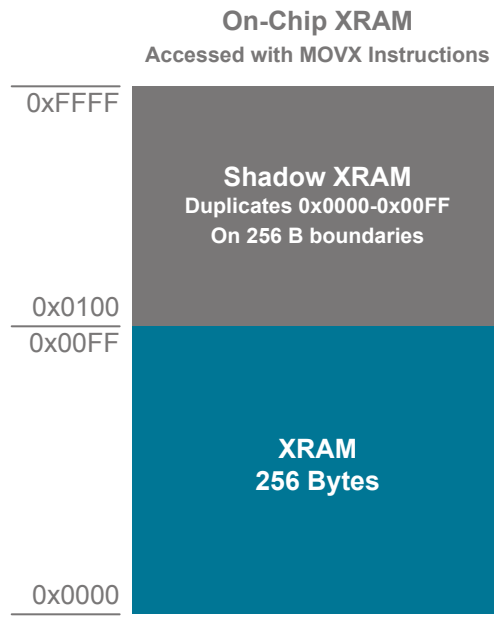 On-Chip XRAM
Accessed with MOVX Instructions
0xFFFF
Shadow XRAM
Duplicates 0x0000-0x00FF
On 256 B boundaries
0x0100
0x00FF
XRAM
256 Bytes
0x0000